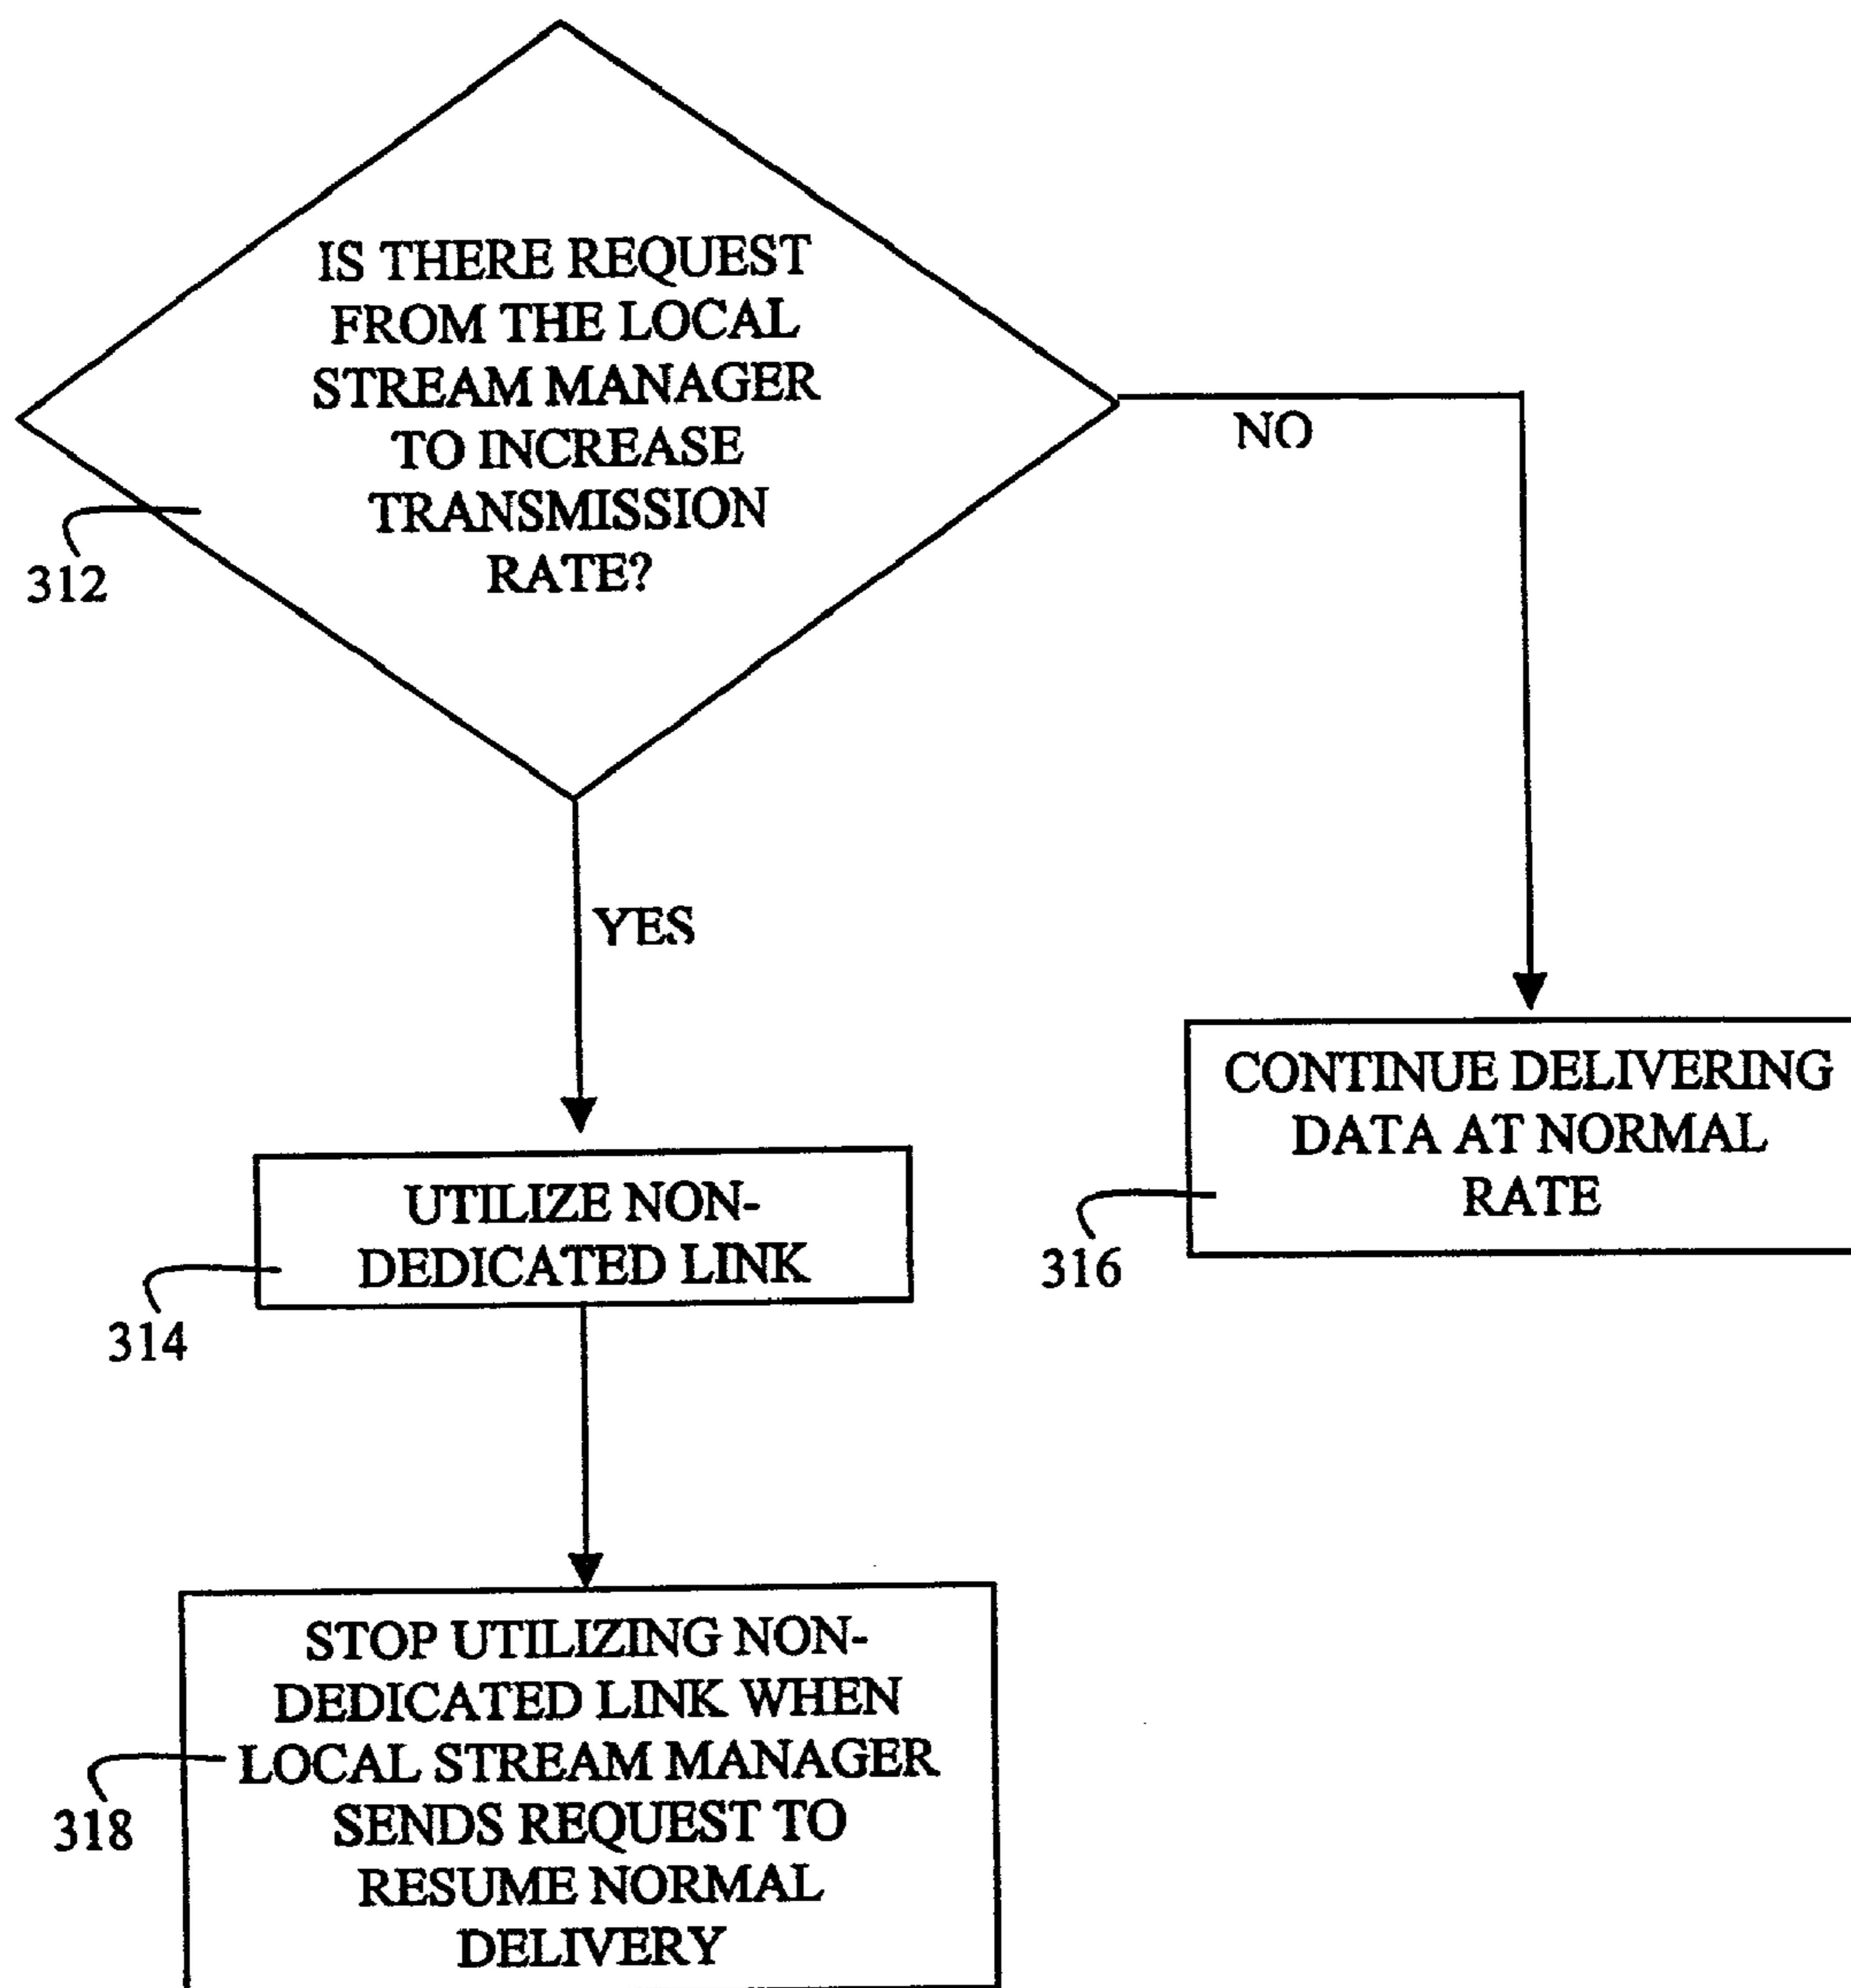 IS THERE REQUEST
FROM THE LOCAL
STREAM MANAGER
TO INCREASE
TRANSMISSION
RATE?
312
NO
YES
CONTINUE DELIVERING
DATA AT NORMAL
RATE
316
UTILIZE NON-
DEDICATED LINK
314
STOP UTILIZING NON-
DEDICATED LINK WHEN
LOCAL STREAM MANAGER
SENDS REQUEST TO
RESUME NORMAL
DELIVERY
318